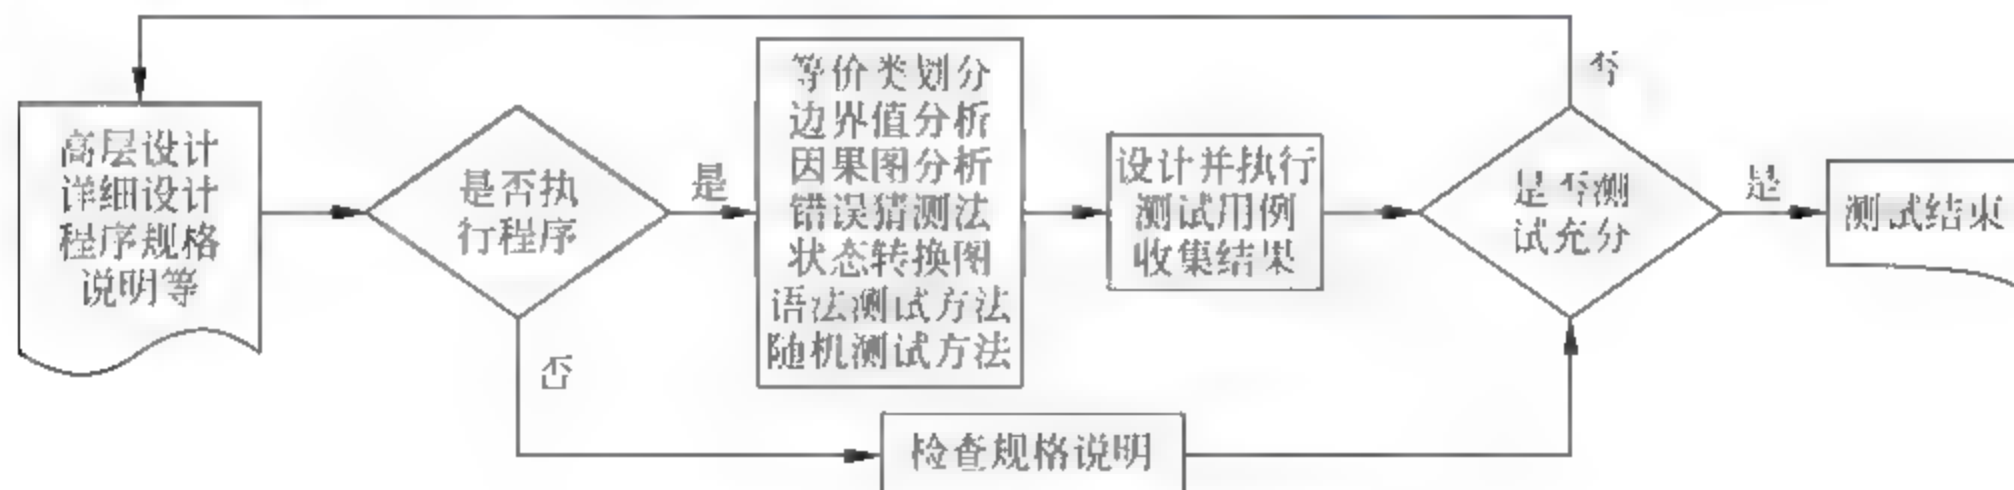 高层设计
详细设计
程序规格
说明等
是否执
行程序
是
否
等价类划分
边界值分析
因果图分析
错误猜测法
状态转换图
语法测试方法
随机测试方法
设计并执行
测试用例
收集结果
检查规格说明
是否测
试充分
否
是
测试结束